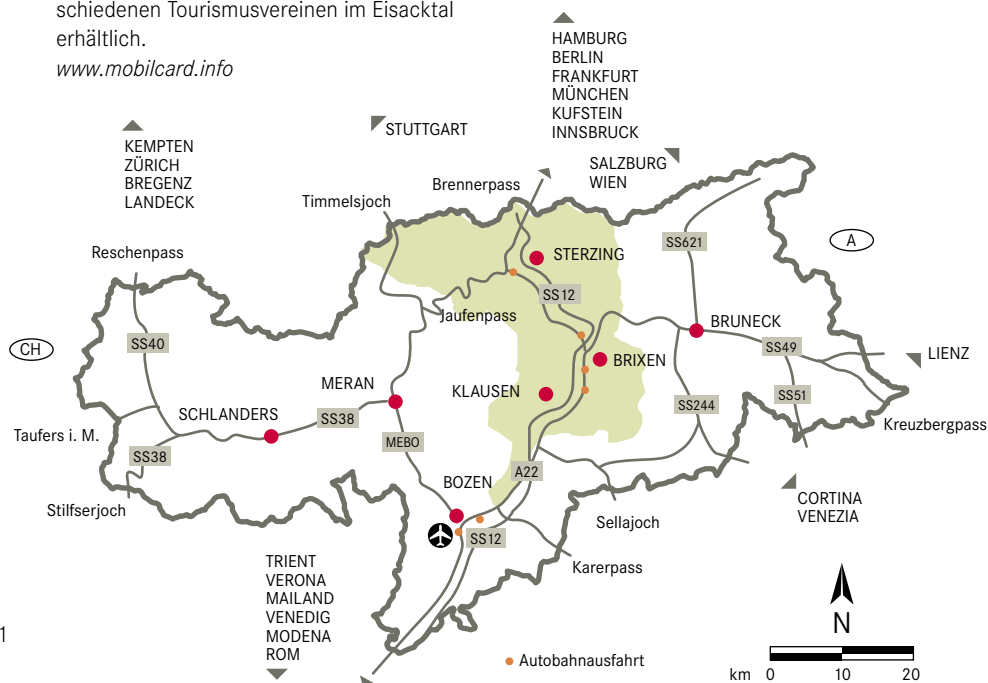 schiedenen Tourismusvereinen im Eisacktal
erhältlich.
www.mobilcard.info
HAMBURG
BERLIN
FRANKFURT
MÜNCHEN
KUFSTEIN
INNSBRUCK
STUTTGART
KEMPTEN
ZÜRICH
BREGENZ
LANDECK
SALZBURG
WIEN
Brennerpass
Timmelsjoch
Reschenpass
SS621
A
STERZING
SS12
Jaufenpass
BRUNECK
SS40
CH
SS49
LIENZ
BRIXEN
MERAN
KLAUSEN
SS51
SS244
SCHLANDERS
SS38
Kreuzbergpass
Taufers i. M.
MEBO
SS38
A22
BOZEN
Stilfserjoch
CORTINA
VENEZIA
Sellajoch
SS12
Karerpass
TRIENT
VERONA
MAILAND
VENEDIG
MODENA
ROM
N
1
Autobahnausfahrt
km 0 10 20